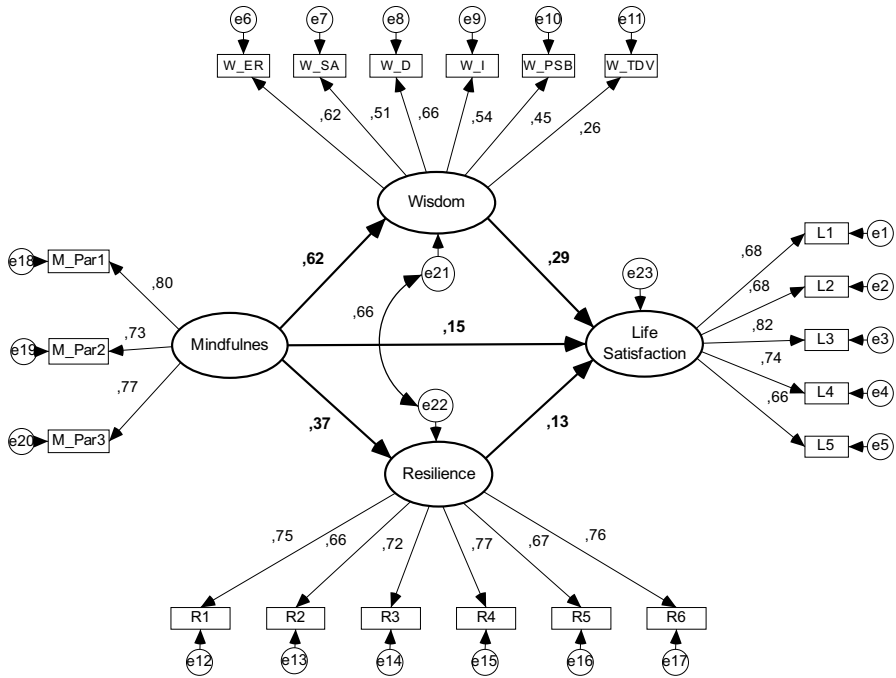 e6 e7 e8 e9 e10 e11
W_ER W_SA W_D W_I W_PSB W_TDV
,62 ,51 ,66 ,54 ,45 ,26
Wisdom
e18 M_Par1
,80
e19 M_Par2
,73
e20 M_Par3
,77
Mindfulnes
,62
,15
,37
e21
,66
e22
,29
,13
e23
Life
Satisfaction
,68 L1 e1
,68 L2 e2
,82 L3 e3
,74 L4 e4
,66 L5 e5
Resilience
,75 ,66 ,72 ,77 ,67 ,76
R1 R2 R3 R4 R5 R6
e12 e13 e14 e15 e16 e17